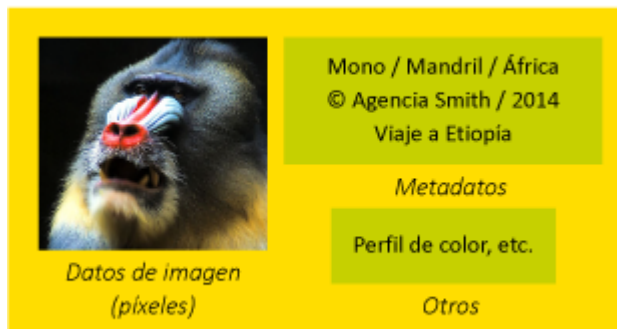 Mono / Mandril / África
© Agencia Smith / 2014
Viaje a Etiopía
Metadatos
Perfil de color, etc.
Datos de imagen
(píxeles)
Otros